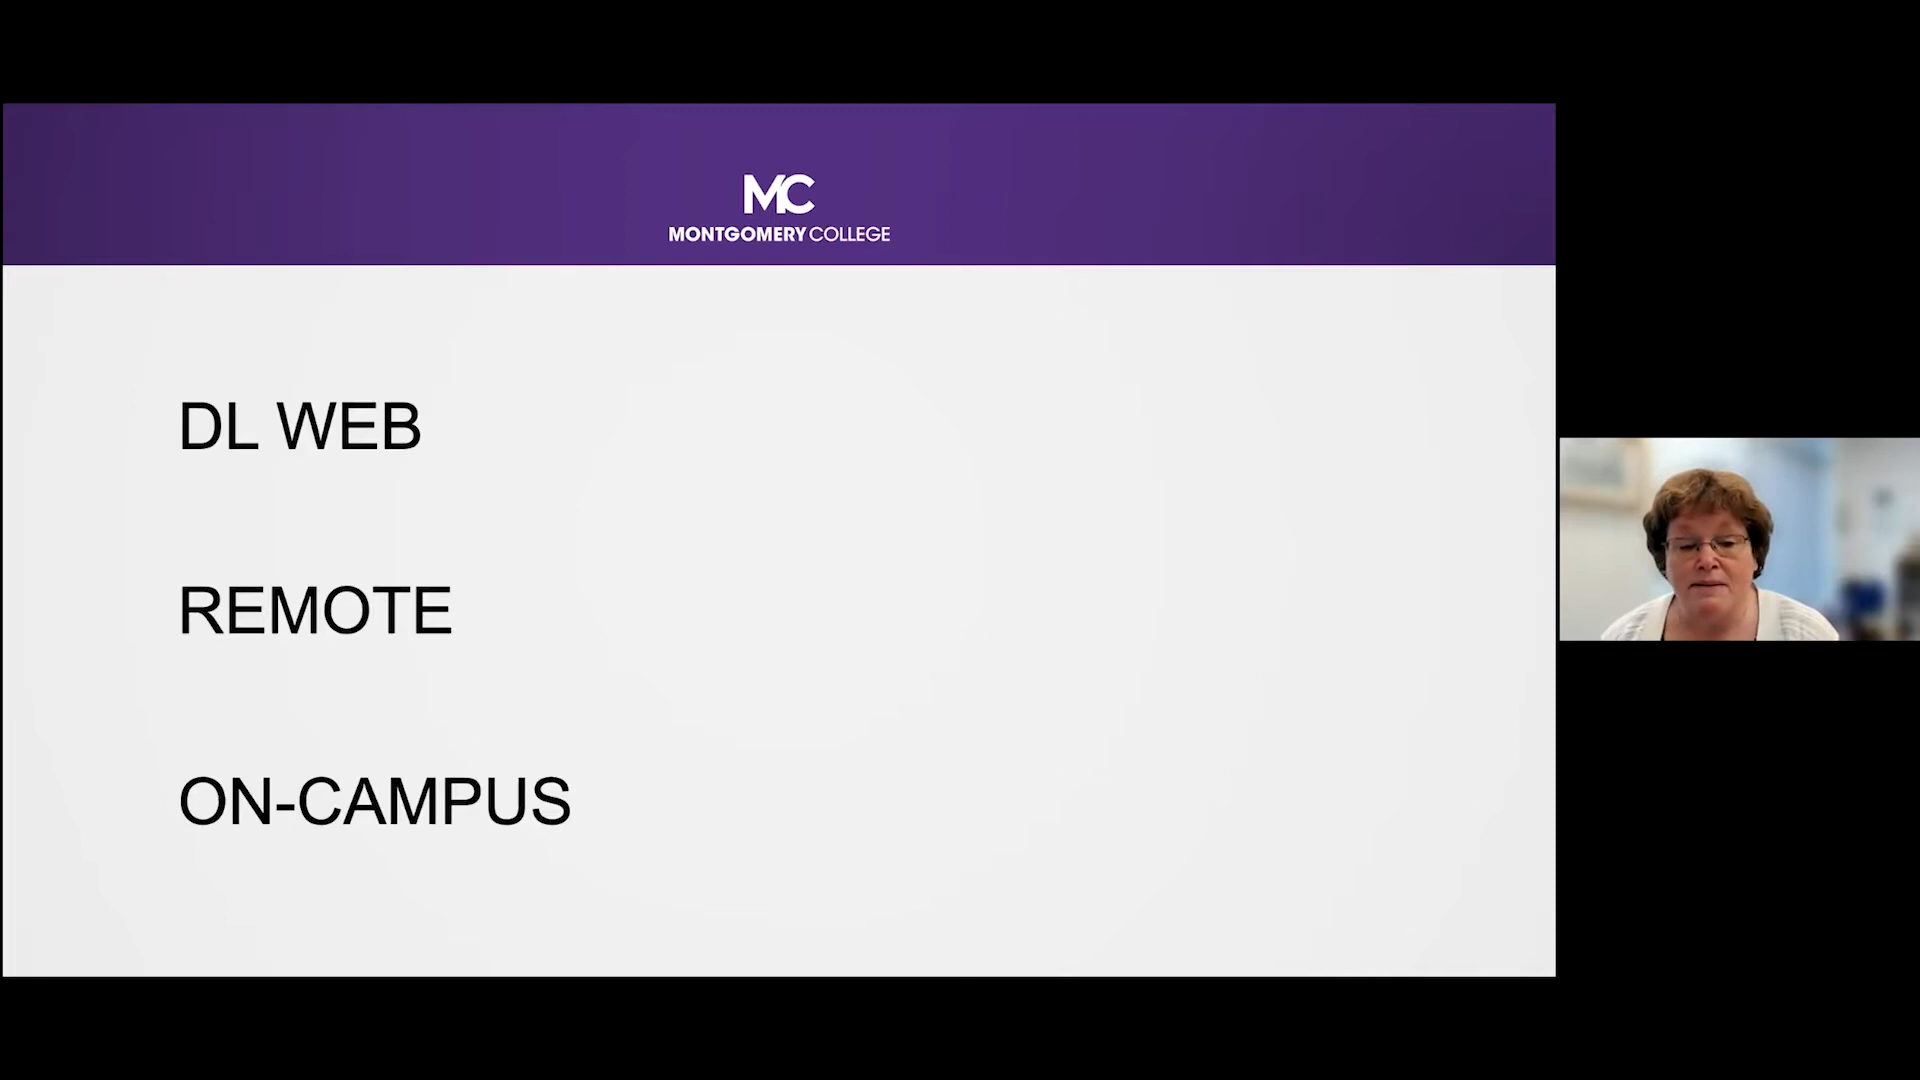 MC
MONTGOMERY COLLEGE
DL WEB
REMOTE
ON-CAMPUS